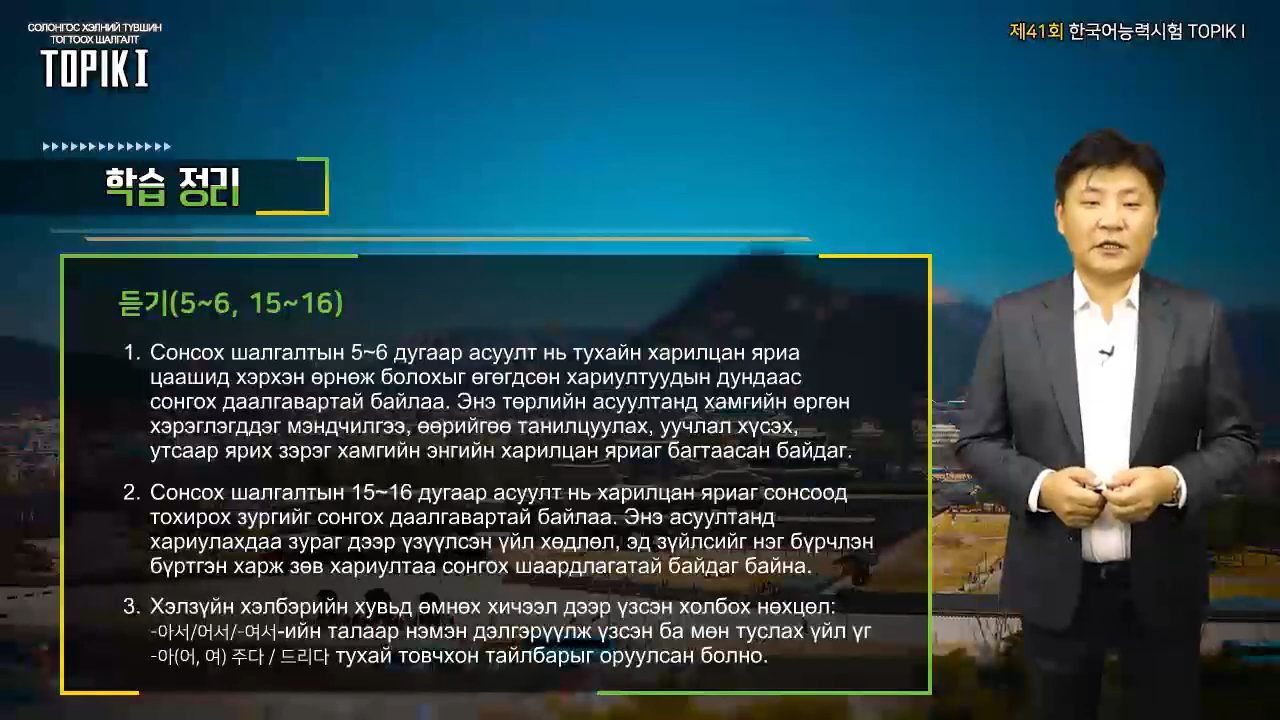 СОЛОНГОС ХЭЛНИЙ ТҮВШИН
ТОГТООХ ШАЛГАЛТ
TOPIK I
제41회 한국어능력시험 TOPIK I
학습 정리
듣기(5~6, 15~16)
1. Сонсох шалгалтын 5~6 дугаар асуулт нь тухайн харилцан яриа
цаашид хэрхэн өрнөж болохыг өгөгдсөн хариултуудын дундаас
сонгох даалгавартай байлаа. Энэ төрлийн асуултанд хамгийн өргөн
хэрэглэгддэг мэндчилгээ, өөрийгөө танилцуулах, уучлал хүсэх,
утсаар ярих зэрэг хамгийн энгийн харилцан яриаг багтаасан байдаг.
2. Сонсох шалгалтын 15~16 дугаар асуулт нь харилцан яриаг сонсоод
тохирох зургийг сонгох даалгавартай байлаа. Энэ асуултанд
хариулахдаа зураг дээр үзүүлсэн үйл хөдлөл, эд зүйлсийг нэг бүрчлэн
бүртгэн харж зөв хариултаа сонгох шаардлагатай байдаг байна.
3. Хэлзүйн хэлбэрийн хувьд өмнөх хичээл дээр үзсэн холбох нөхцөл:
-아서/어서/-여서-ийн талаар нэмэн дэлгэрүүлж үзсэн ба мөн туслах үйл үг
-아(어, 여) 주다 / 드리다 тухай товчхон тайлбарыг оруулсан болно.